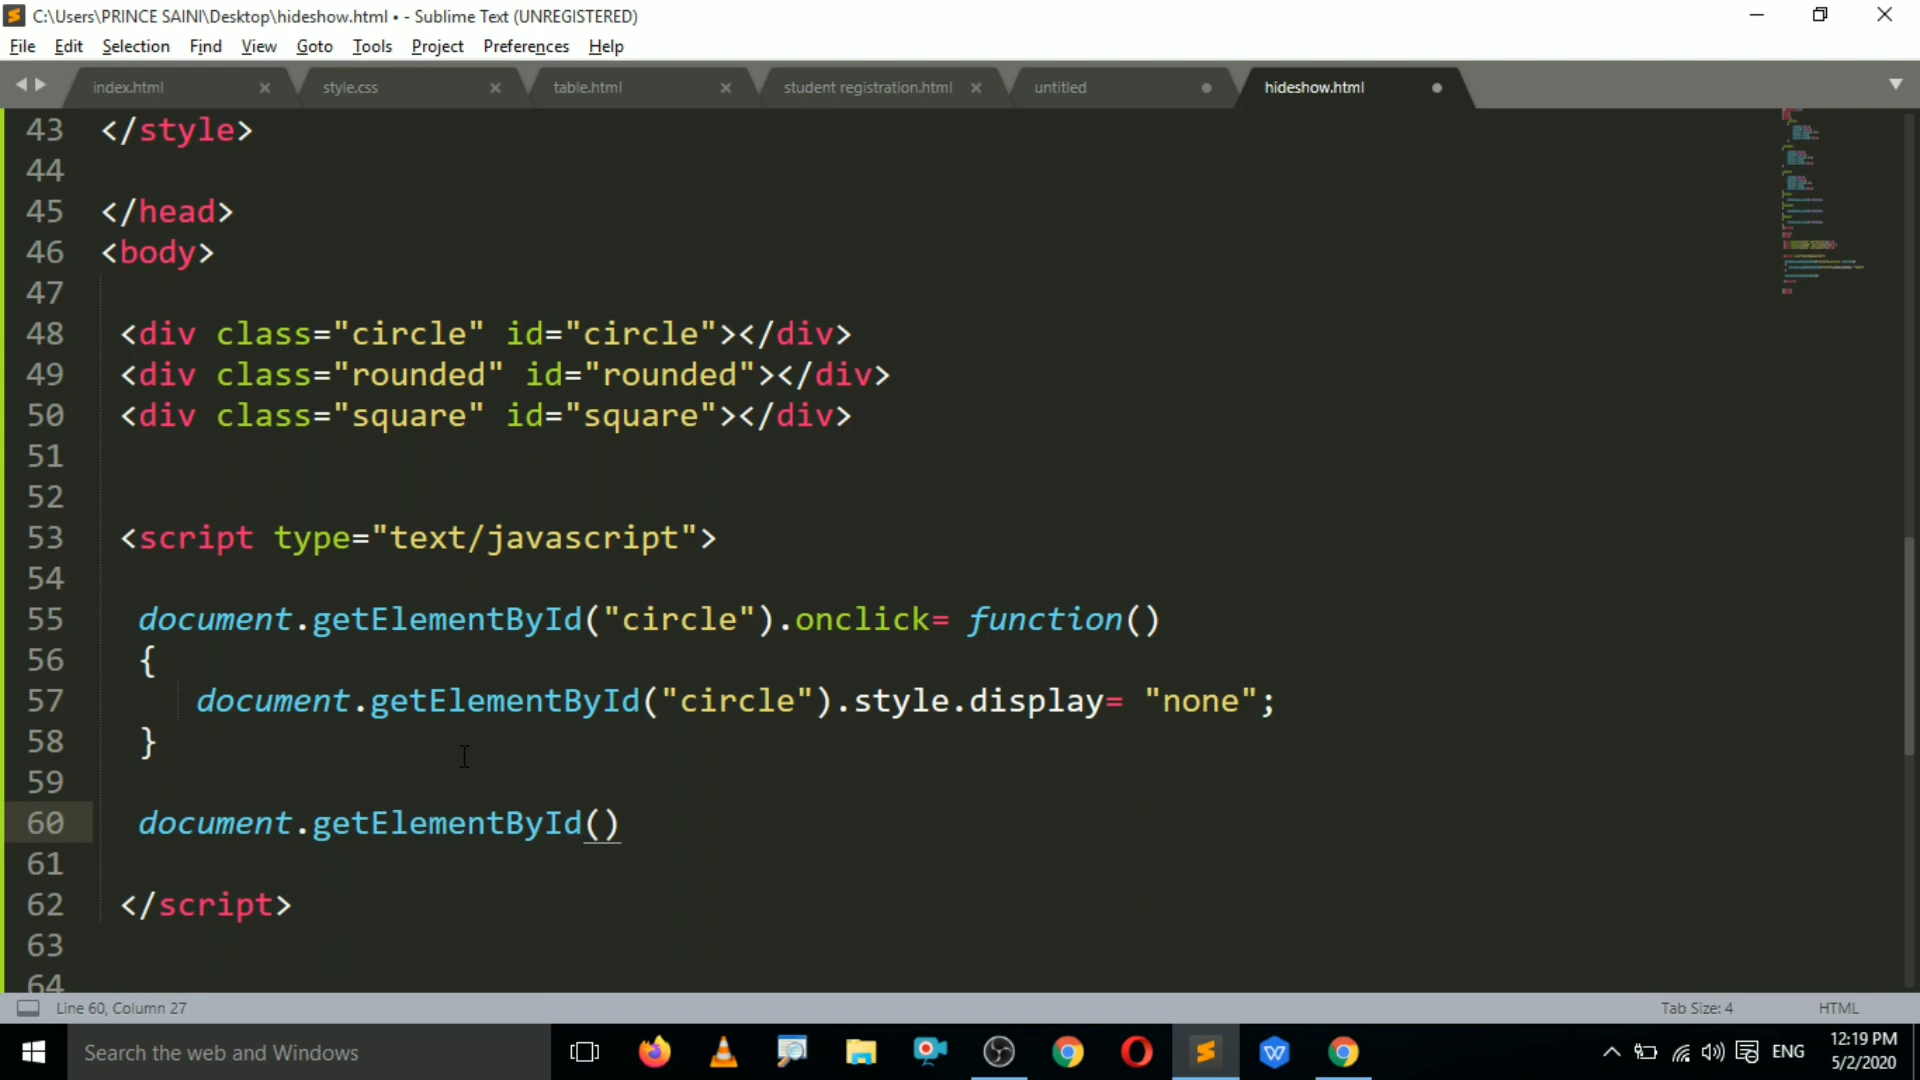 C:\Users\PRINCE SAINI\Desktop\hideshow.html • - Sublime Text (UNREGISTERED)
File Edit Selection Find View Goto Tools Project Preferences Help
index.html × style.css × table.html × student registration.html × untitled hideshow.html
43 </style>
44
45 </head>
46 <body>
47
48 <div class="circle" id="circle"></div>
49 <div class="rounded" id="rounded"></div>
50 <div class="square" id="square"></div>
51
52
53 <script type="text/javascript">
54
55 document.getElementById("circle").onclick= function()
56 {
57 document.getElementById("circle").style.display= "none";
58 }
59
60 document.getElementById()
61
62 </script>
63
64
Line 60, Column 27 Tab Size: 4 HTML
Search the web and Windows ENG 12:19 PM
5/2/2020